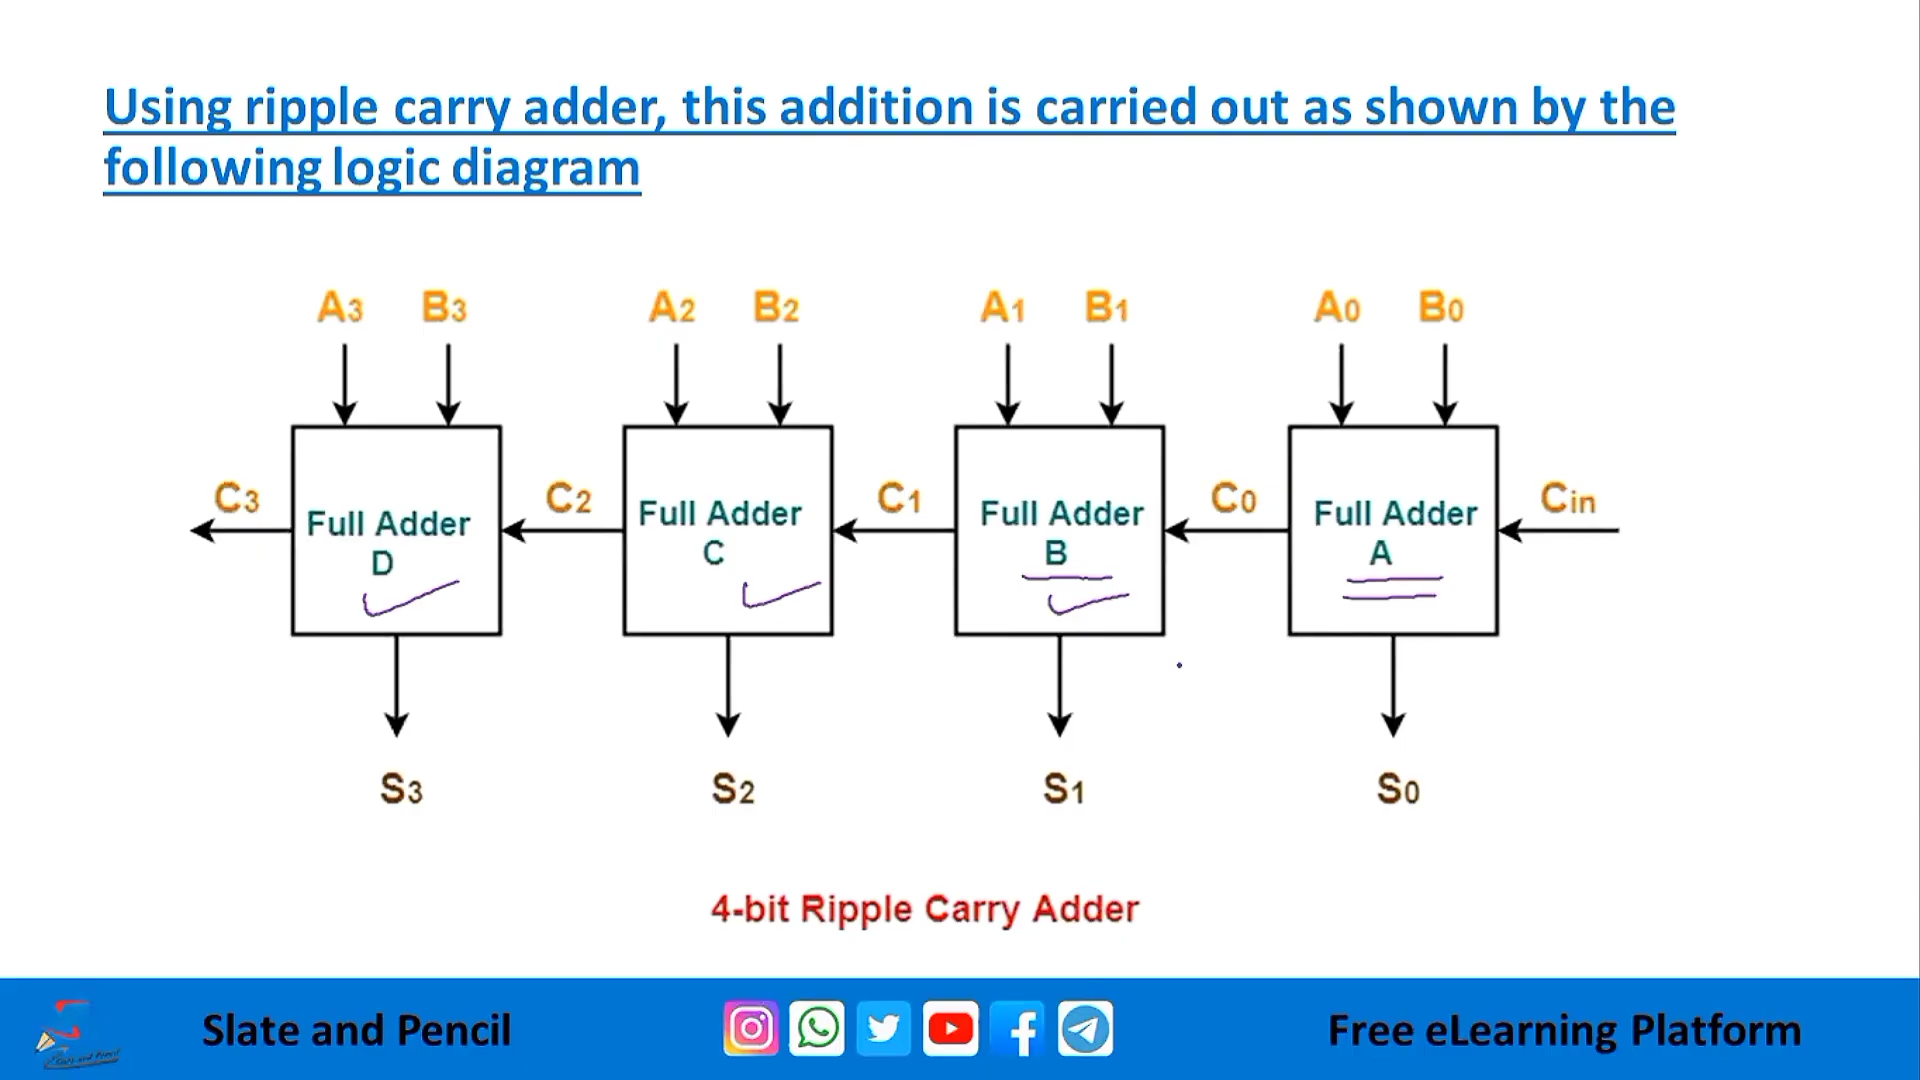 Using ripple carry adder, this addition is carried out as shown by the
following logic diagram
A3 B3 A2 B2 A1 B1 A0 B0
C3 C2 C1 C0 Cin
Full Adder
D
Full Adder
C
Full Adder
B
Full Adder
A
S3 S2 S1 S0
4-bit Ripple Carry Adder
Slate and Pencil
Free eLearning Platform